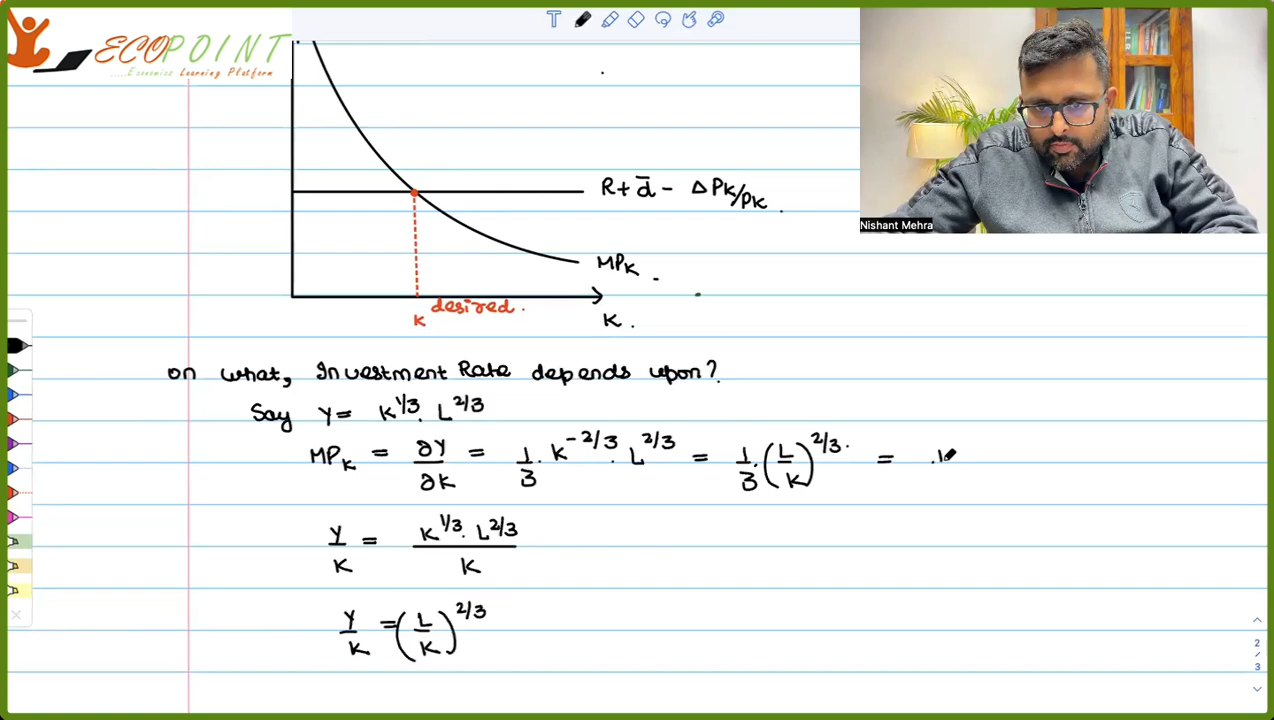 ECOPOINT
.....Economics Learning Platform
T
Nishant Mehra
R + d̄ - ΔPK/PK
MPK
K desired.
K.
on what, Investment Rate depends upon?
Say Y = K^1/3 . L^2/3
MPK = ∂Y/∂K = 1/3 . K^-2/3 . L^2/3 = 1/3 . (L/K)^2/3 =
Y/K = K^1/3 . L^2/3 / K
Y/K = (L/K)^2/3
2/3